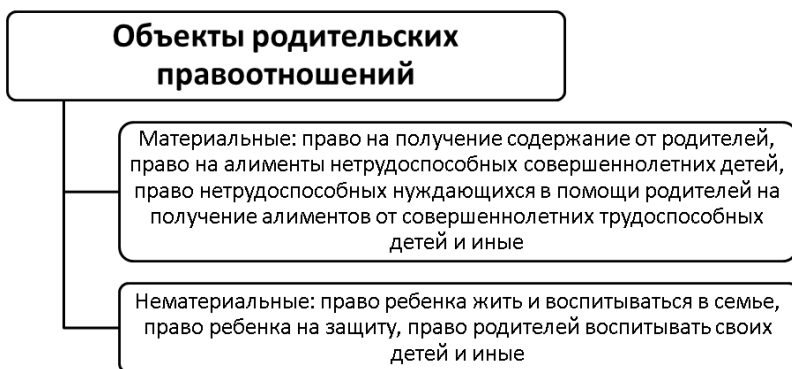 Объекты родительских
правоотношений
Материальные: право на получение содержание от родителей,
право на алименты нетрудоспособных совершеннолетних детей,
право нетрудоспособных нуждающихся в помощи родителей на
получение алиментов от совершеннолетних трудоспособных
детей и иные
Нематериальные: право ребенка жить и воспитываться в семье,
право ребенка на защиту, право родителей воспитывать своих
детей и иные